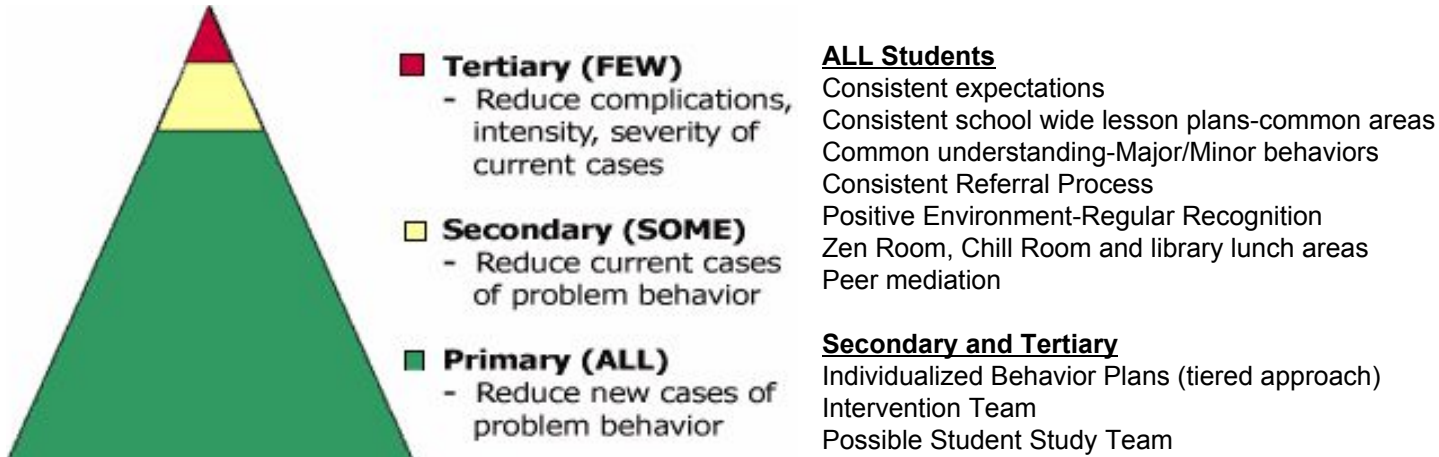 Tertiary (FEW)
- Reduce complications,
intensity, severity of
current cases
Secondary (SOME)
- Reduce current cases
of problem behavior
Primary (ALL)
- Reduce new cases of
problem behavior
ALL Students
Consistent expectations
Consistent school wide lesson plans-common areas
Common understanding-Major/Minor behaviors
Consistent Referral Process
Positive Environment-Regular Recognition
Zen Room, Chill Room and library lunch areas
Peer mediation
Secondary and Tertiary
Individualized Behavior Plans (tiered approach)
Intervention Team
Possible Student Study Team